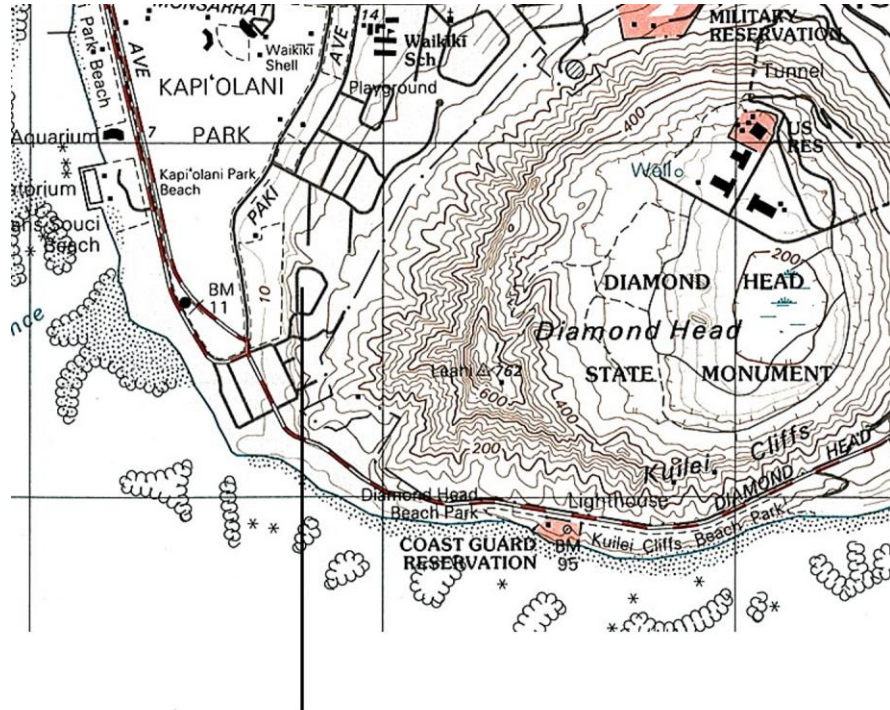 MONSARRAT
AVE
14
Waikiki
Sch
MILITARY
RESERVATION
AVE
Park
Beach
Waikiki
Shell
KAPI'OLANI
PARK
Playground
400
Tunnel
US
RES
Aquarium
7
Well
Kapi'olani Park
Beach
PAKI
atorium
ans Souci
Beach
200
BM
11
10
DIAMOND HEAD
Diamond Head
STATE MONUMENT
nce
Leahi 762
600
400
200
Kuilei Cliffs
DIAMOND HEAD
Diamond Head
Beach Park
Lighthouse
COAST GUARD
RESERVATION
BM
95
Kuilei Cliffs Beach Park